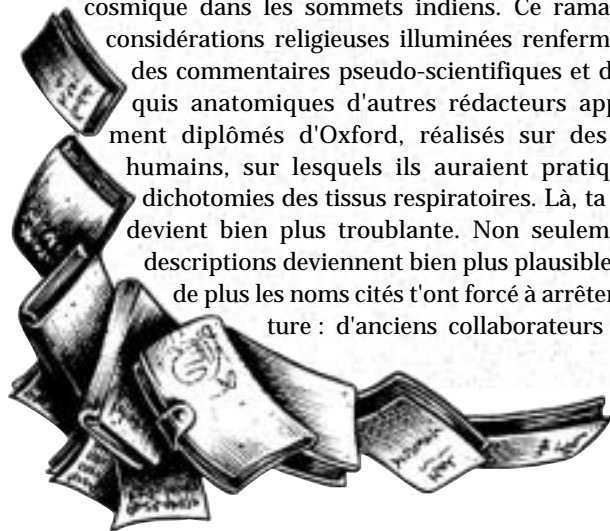 cosmique dans les sommets indiens. Ce rama
considérations religieuses illuminées renferm
des commentaires pseudo-scientifiques et d
quis anatomiques d'autres rédacteurs app
ment diplômés d'Oxford, réalisés sur des
humains, sur lesquels ils auraient pratiq
dichotomies des tissus respiratoires. Là, ta
devient bien plus troublante. Non seulem
descriptions deviennent bien plus plausible
de plus les noms cités t'ont forcé à arrêter
ture : d'anciens collaborateurs